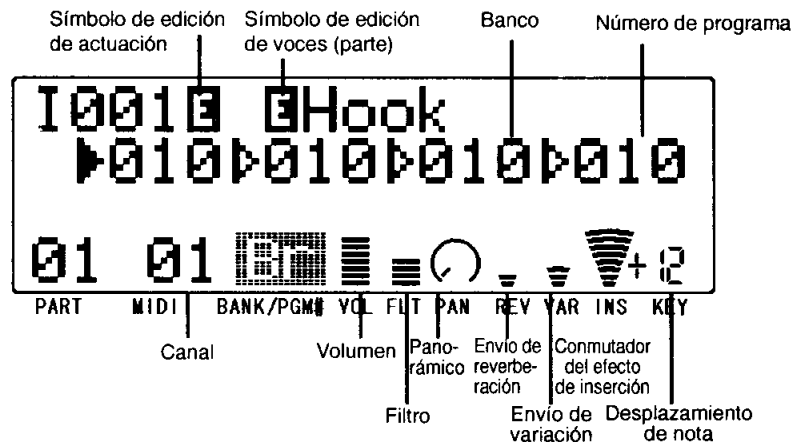 Símbolo de edición de actuación
Símbolo de edición de voces (parte)
Banco
Número de programa
I001E EHook
010 010 010 010
01 01 Br +12
PART MIDI BANK/PGM# VOL FLT PAN REV VAR INS KEY
Canal
Volumen
Pano-
rámico
Envío de
reverbe-
ración
Conmutador
del efecto
de inserción
Filtro
Envío de
variación
Desplazamiento
de nota